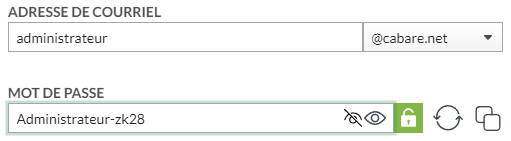 ADRESSE DE COURRIEL
administrateur @cabare.net
MOT DE PASSE
Administrateur-zk28